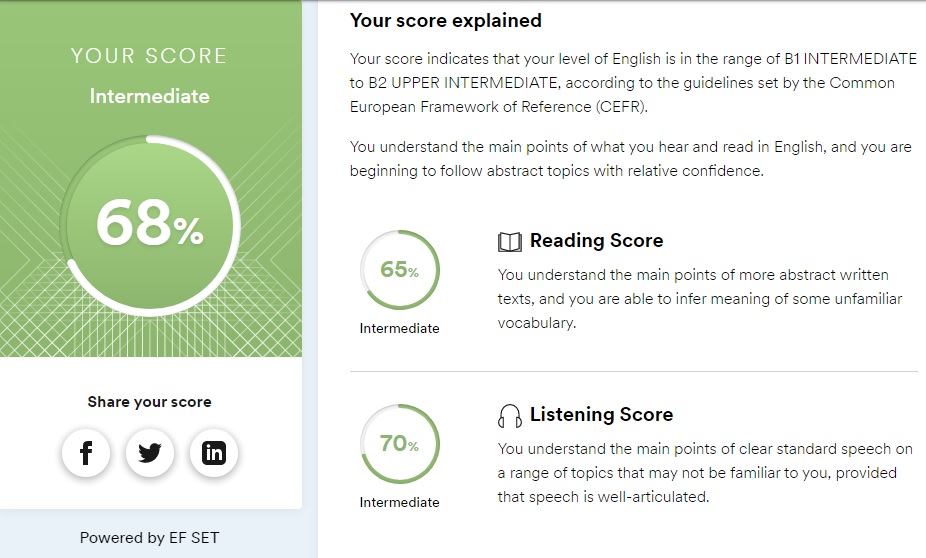 YOUR SCORE
Intermediate
68%
Share your score
Powered by EF SET
Your score explained
Your score indicates that your level of English is in the range of B1 INTERMEDIATE
to B2 UPPER INTERMEDIATE, according to the guidelines set by the Common
European Framework of Reference (CEFR).
You understand the main points of what you hear and read in English, and you are
beginning to follow abstract topics with relative confidence.
65%
Intermediate
Reading Score
You understand the main points of more abstract written
texts, and you are able to infer meaning of some unfamiliar
vocabulary.
70%
Intermediate
Listening Score
You understand the main points of clear standard speech on
a range of topics that may not be familiar to you, provided
that speech is well-articulated.